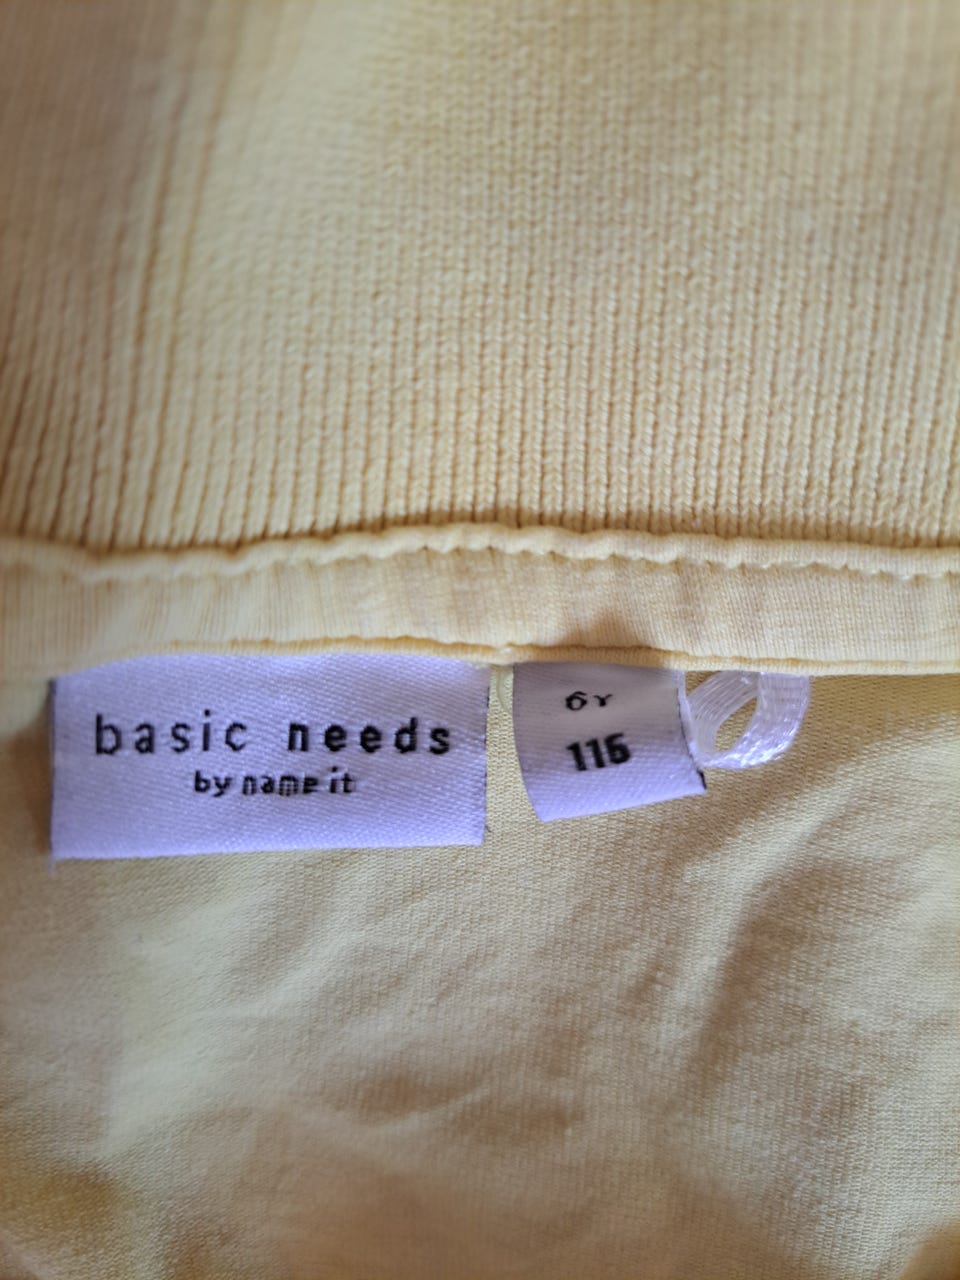 basic needs
by name it
6Y
116